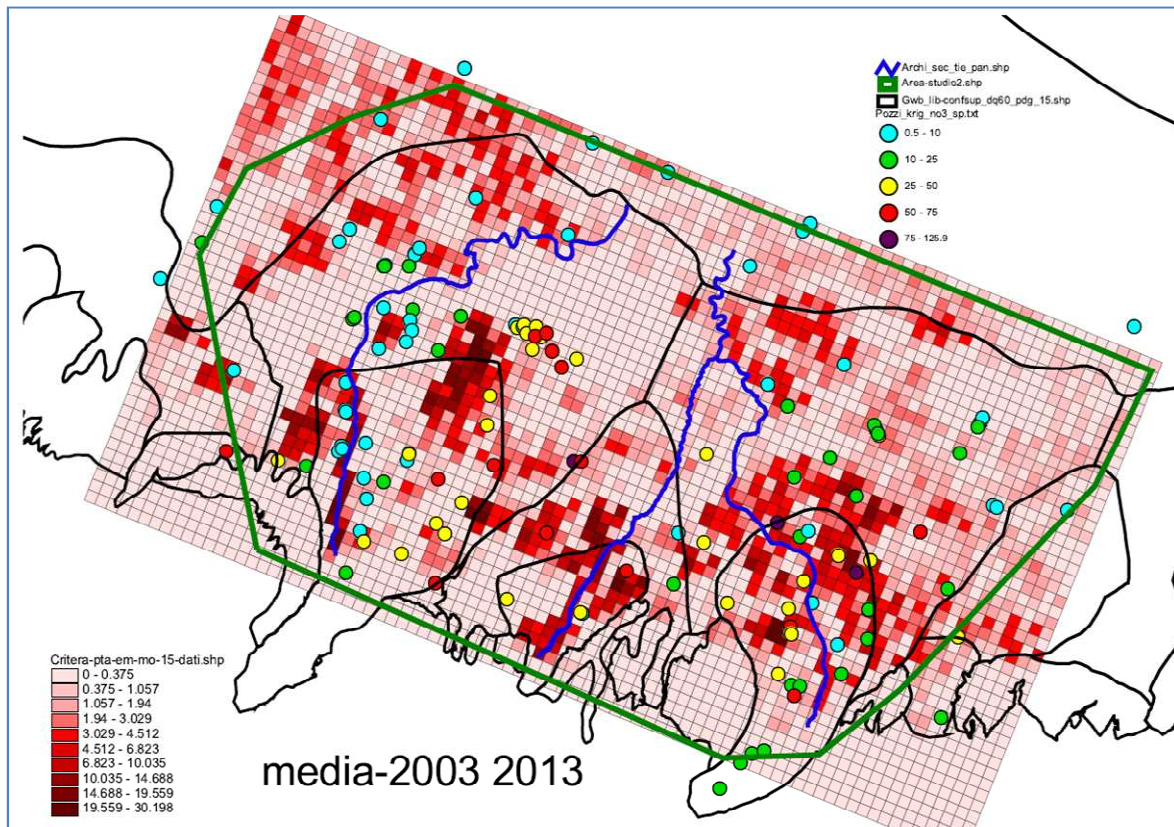 Archi_sec_tie_pan.shp
Area-studio2.shp
Gwb_lib-confsup_dq60_pdg_15.shp
Pozzi_krig_no3_sp.txt
0.5 - 10
10 - 25
25 - 50
50 - 75
75 - 125.9
Critera-pta-em-mo-15-dati.shp
0 - 0.375
0.375 - 1.057
1.057 - 1.94
1.94 - 3.029
3.029 - 4.512
4.512 - 6.823
6.823 - 10.035
10.035 - 14.688
14.688 - 19.559
19.559 - 30.198
media-2003 2013